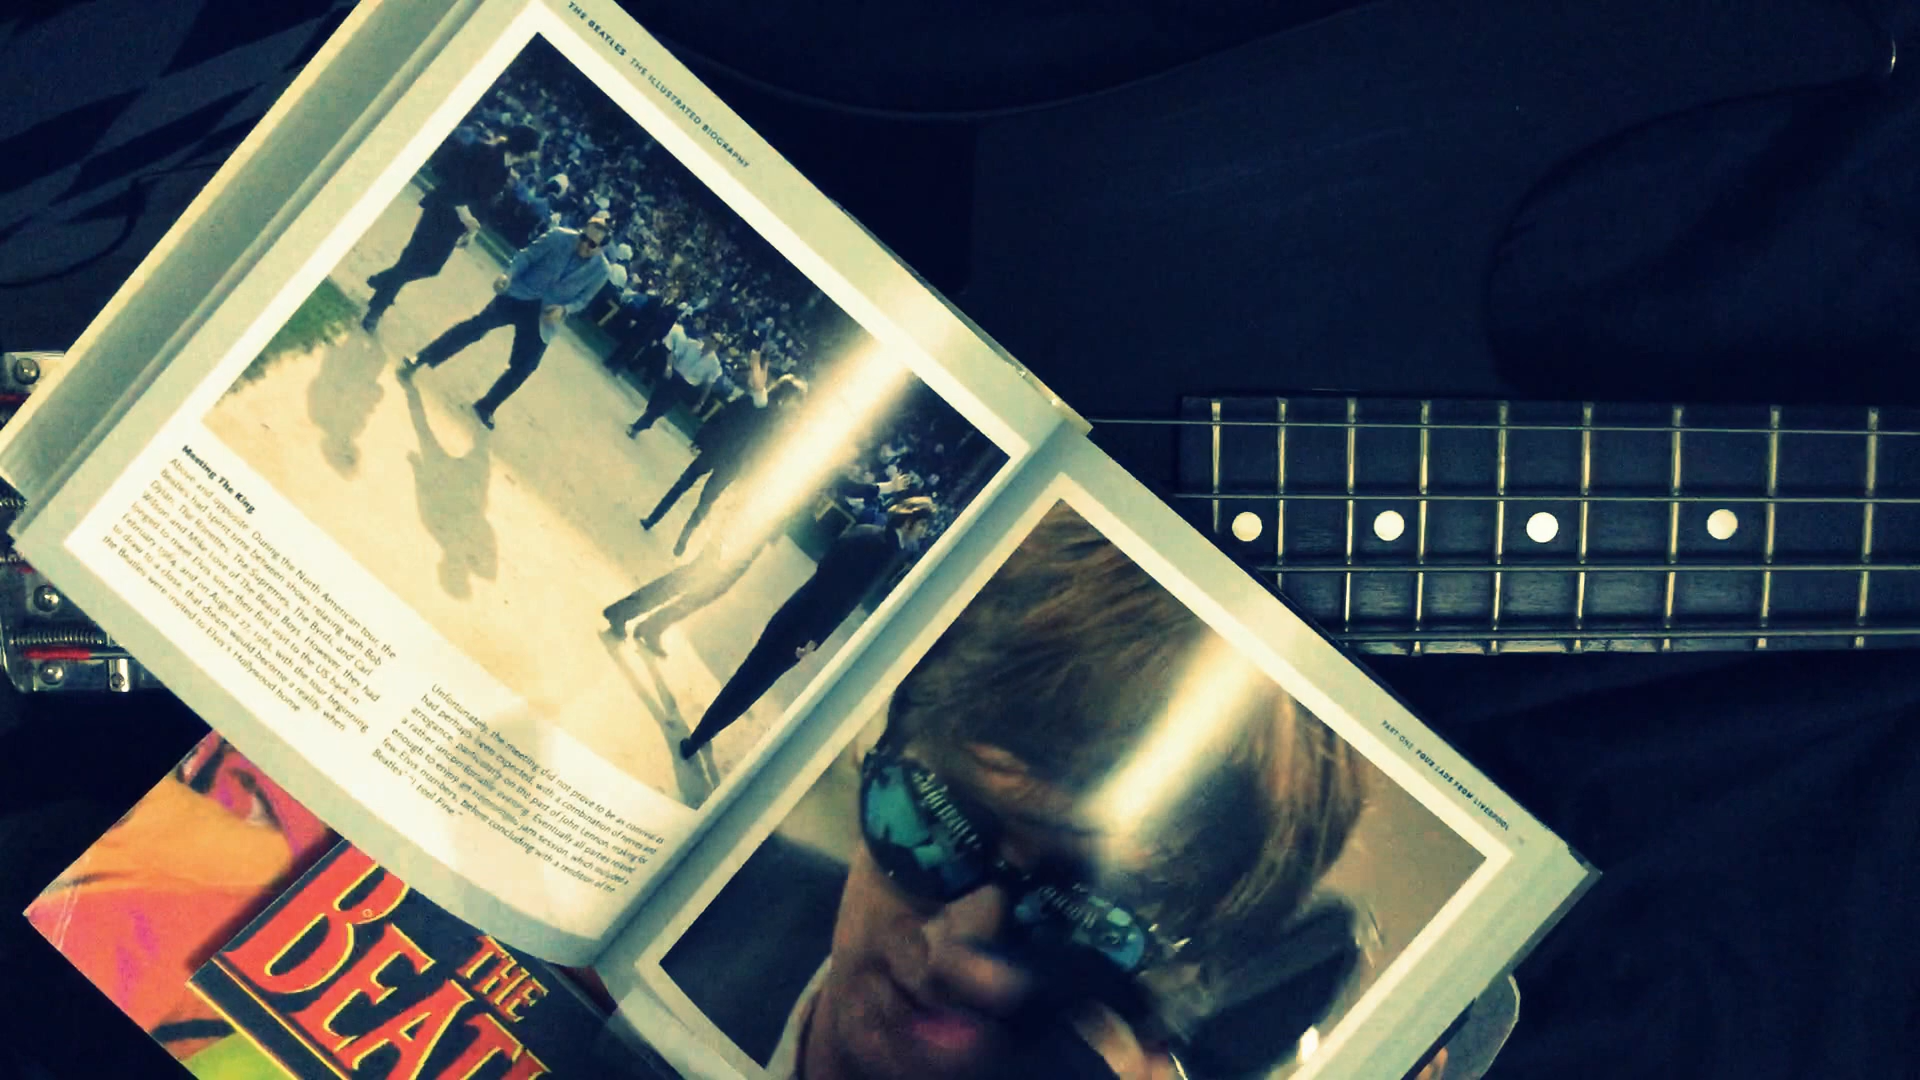 THE BEATLES THE ILLUSTRATED BIOGRAPHY
Meeting The King
Above and opposite: During the North American tour, the
Beatles had spent time between shows relaxing with Bob
Dylan, The Ronettes, The Supremes, The Byrds, and Carl
Wilson and Mike Love of The Beach Boys. However, they had
longed to meet Elvis since their first visit to the US back in
February 1964, and on August 27, 1965, with the tour beginning
to draw to a close, that dream would become a reality when
the Beatles were invited to Elvis's Hollywood home.
Unfortunately, the meeting did not prove to be as convivial as
had perhaps been expected, with a combination of nerves and
arrogance, particularly on the part of John Lennon, making for
a rather uncomfortable evening. Eventually all parties relaxed
enough to enjoy an impromptu jam session, which included a
few Elvis numbers, before concluding with a rendition of the
Beatles' "I Feel Fine."
PART ONE FOUR LADS FROM LIVERPOOL
THE
BEATL